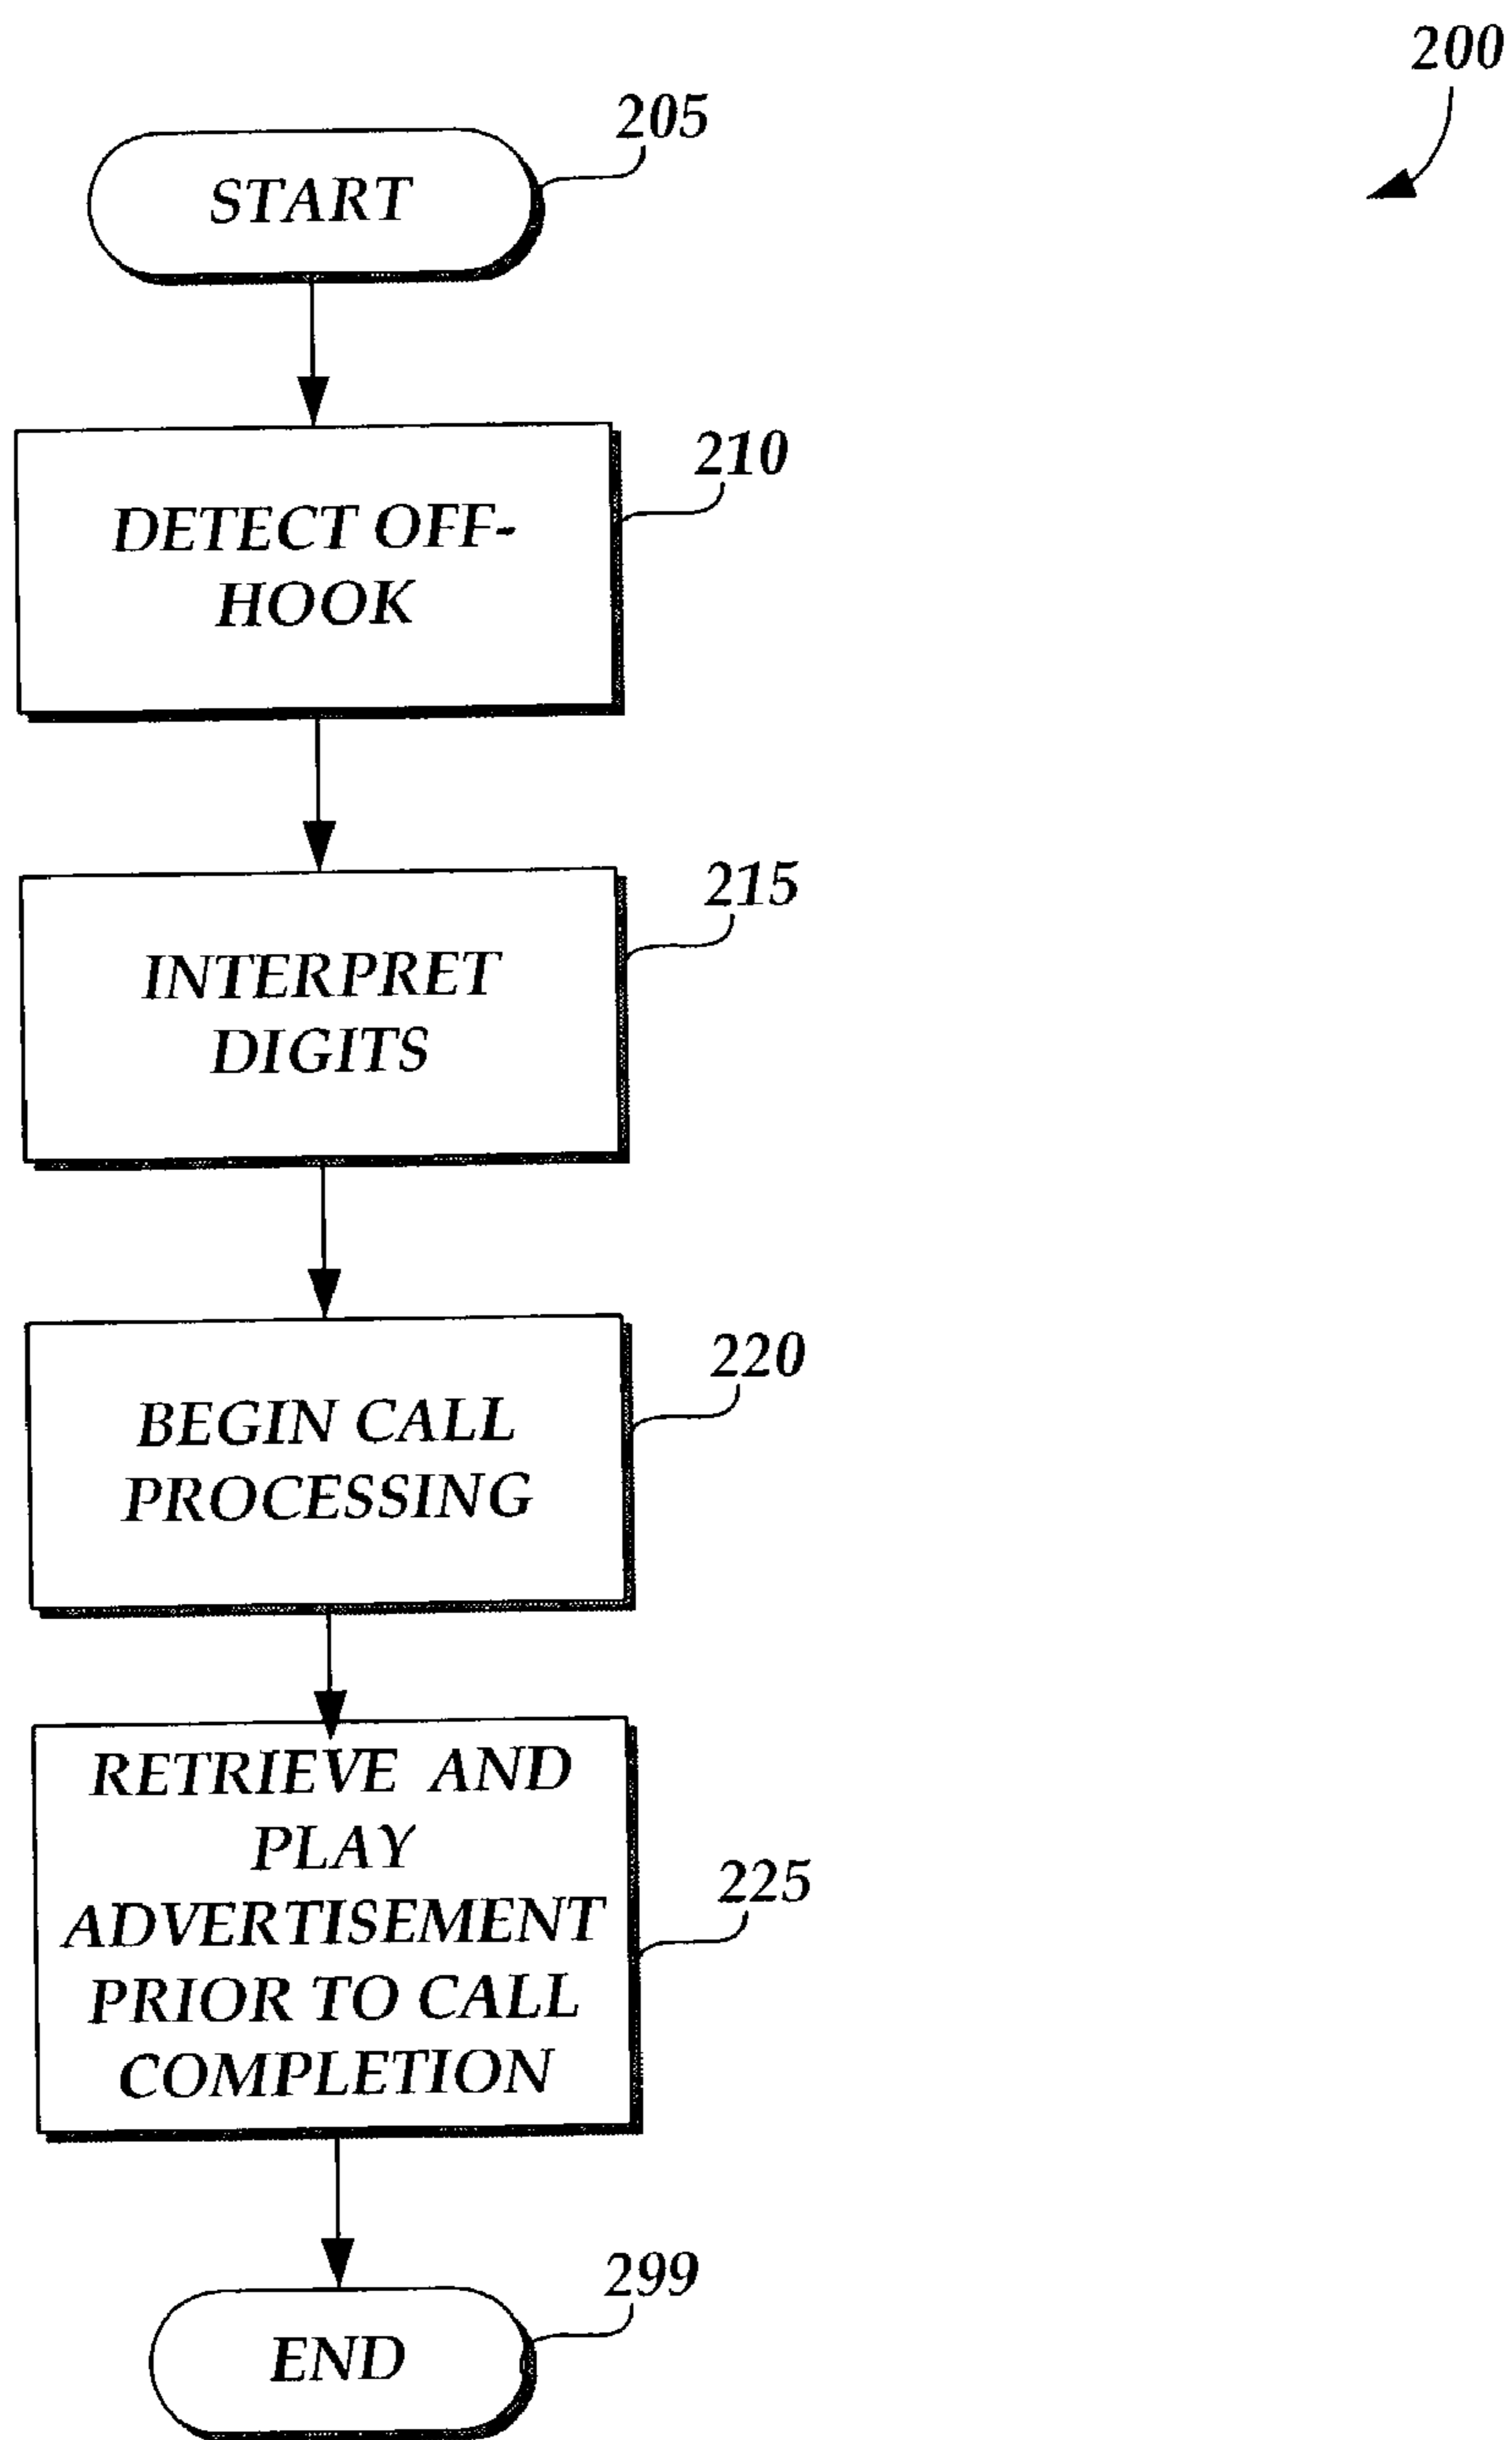 200
205
START
210
DETECT OFF-
HOOK
215
INTERPRET
DIGITS
220
BEGIN CALL
PROCESSING
RETRIEVE AND
PLAY
225
ADVERTISEMENT
PRIOR TO CALL
COMPLETION
299
END